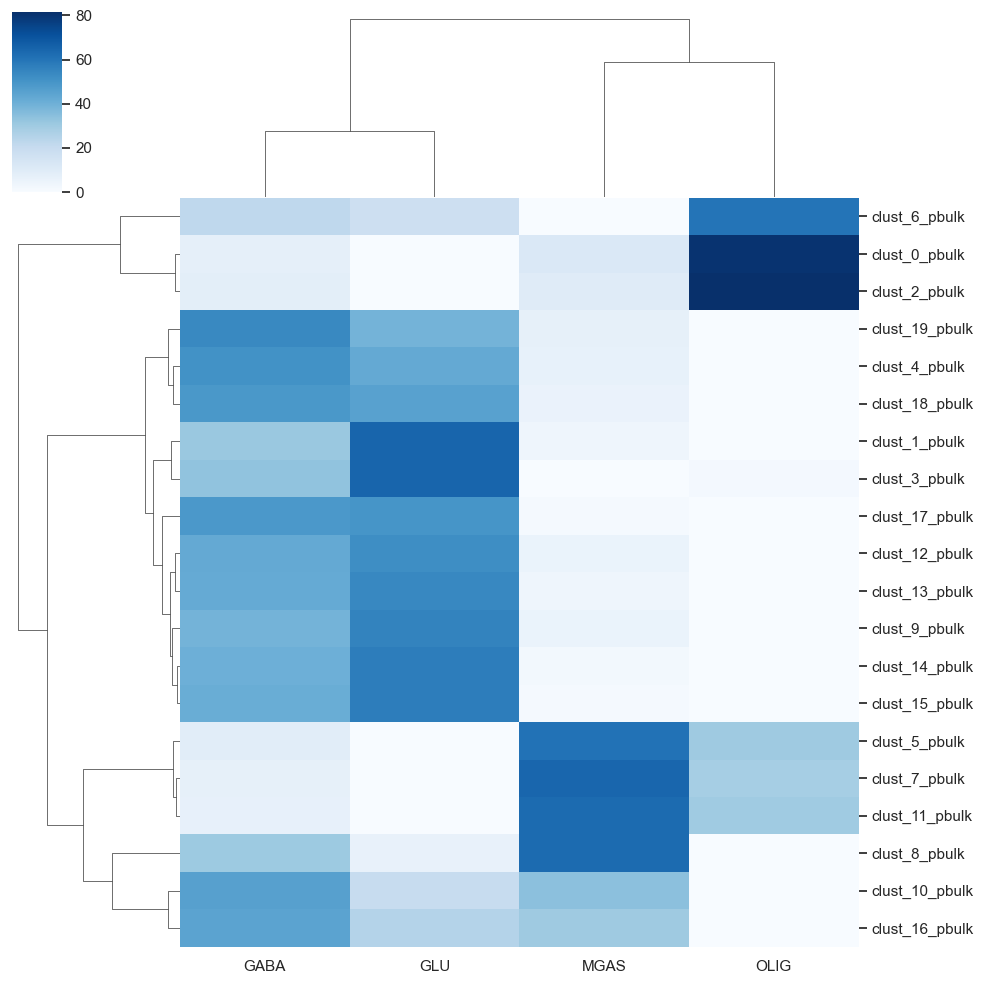 80
60
40
20
0
clust_6_pbulk
clust_0_pbulk
clust_2_pbulk
clust_19_pbulk
clust_4_pbulk
clust_18_pbulk
clust_1_pbulk
clust_3_pbulk
clust_17_pbulk
clust_12_pbulk
clust_13_pbulk
clust_9_pbulk
clust_14_pbulk
clust_15_pbulk
clust_5_pbulk
clust_7_pbulk
clust_11_pbulk
clust_8_pbulk
clust_10_pbulk
clust_16_pbulk
GABA GLU MGAS OLIG